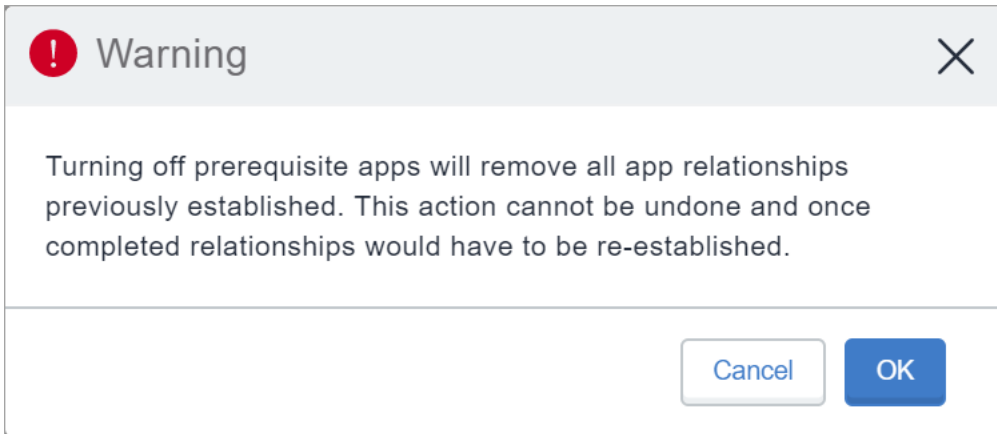 Warning
Turning off prerequisite apps will remove all app relationships
previously established. This action cannot be undone and once
completed relationships would have to be re-established.
Cancel
OK